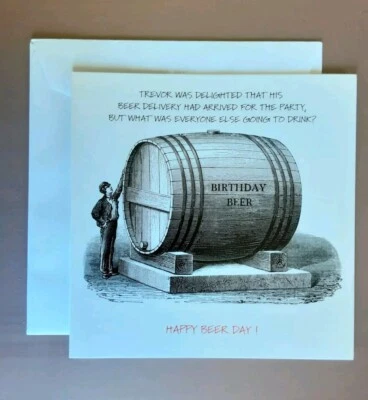 TREVOR WAS DELIGHTED THAT HIS
BEER DELIVERY HAD ARRIVED FOR THE PARTY,
BUT WHAT WAS EVERYONE ELSE GOING TO DRINK?
BIRTHDAY
BEER
HAPPY BEER DAY !